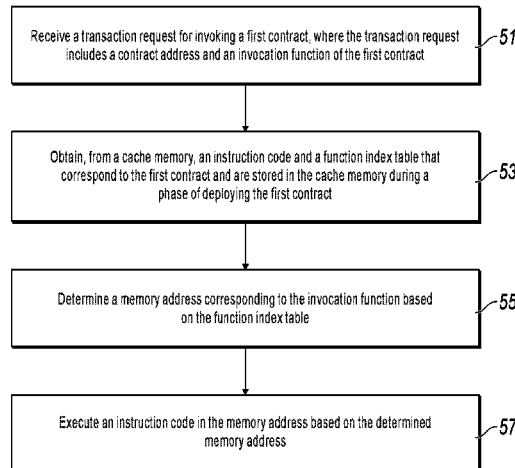 Receive a transaction request for invoking a first contract, where the transaction request
includes a contract address and an invocation function of the first contract
51
Obtain, from a cache memory, an instruction code and a function index table that
correspond to the first contract and are stored in the cache memory during a
phase of deploying the first contract
53
Determine a memory address corresponding to the invocation function based
on the function index table
55
Execute an instruction code in the memory address based on the determined
memory address
57